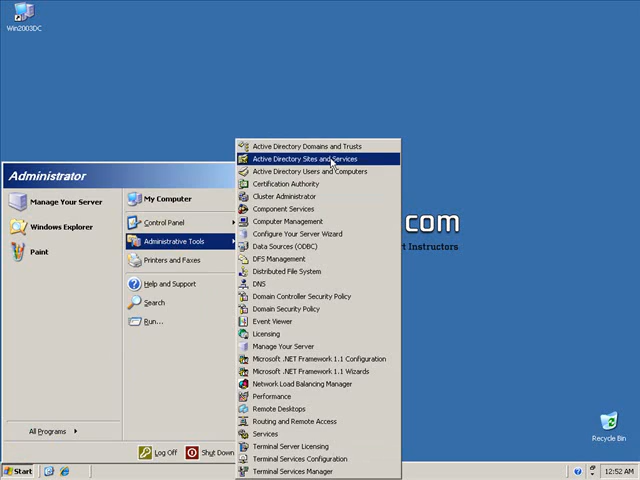 Win2003DC
Administrator
Manage Your Server
Windows Explorer
Paint
All Programs
My Computer
Control Panel
Administrative Tools
Printers and Faxes
Help and Support
Search
Run...
Log Off
Shut Down
Active Directory Domains and Trusts
Active Directory Sites and Services
Active Directory Users and Computers
Certification Authority
Cluster Administrator
Component Services
Computer Management
Configure Your Server Wizard
Data Sources (ODBC)
DFS Management
Distributed File System
DNS
Domain Controller Security Policy
Domain Security Policy
Event Viewer
Licensing
Manage Your Server
Microsoft .NET Framework 1.1 Configuration
Microsoft .NET Framework 1.1 Wizards
Network Load Balancing Manager
Performance
Remote Desktops
Routing and Remote Access
Services
Terminal Server Licensing
Terminal Services Configuration
Terminal Services Manager
.com
t Instructors
Recycle Bin
Start
12:52 AM